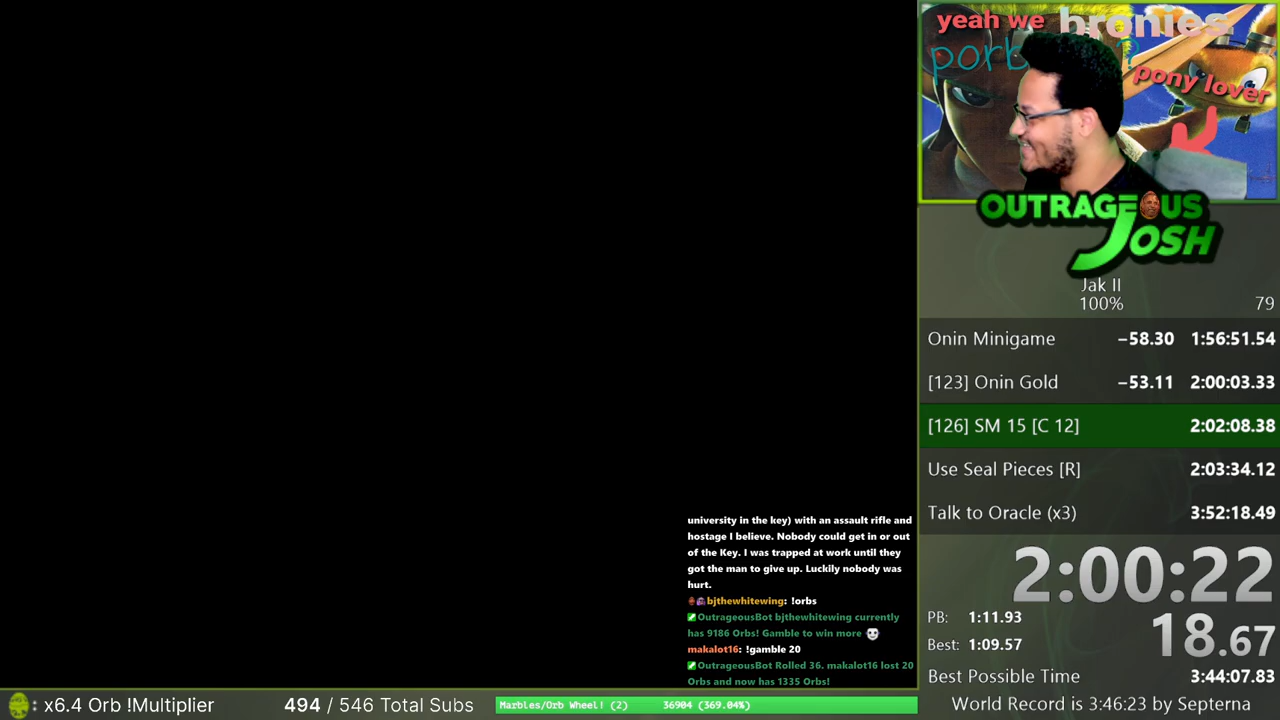 yeah we bronies
porb ?
pony lover
OUTRAGEOUS
JOSH
Jak II
100% 79
Onin Minigame −58.30 1:56:51.54
[123] Onin Gold −53.11 2:00:03.33
[126] SM 15 [C 12] 2:02:08.38
Use Seal Pieces [R] 2:03:34.12
Talk to Oracle (x3) 3:52:18.49
2:00:22
PB: 1:11.93
18.67
Best: 1:09.57
Best Possible Time 3:44:07.83
World Record is 3:46:23 by Septerna
university in the key) with an assault rifle and
hostage I believe. Nobody could get in or out
of the Key. I was trapped at work until they
got the man to give up. Luckily nobody was
hurt.
bjthewhitewing: !orbs
OutrageousBot bjthewhitewing currently
has 9186 Orbs! Gamble to win more
makalot16: !gamble 20
OutrageousBot Rolled 36. makalot16 lost 20
Orbs and now has 1335 Orbs!
: x6.4 Orb !Multiplier
494 / 546 Total Subs
Marbles/Orb Wheel! (2) 36904 (369.04%)